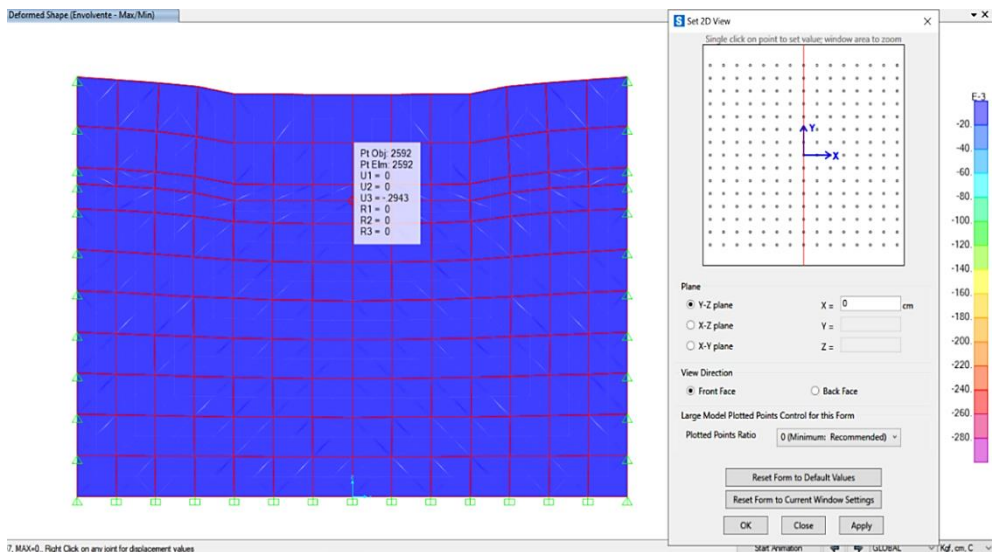 Deformed Shape (Envolvente - Max/Min)
Pt Obj: 2592
Pt Elm: 2592
U1 = 0
U2 = 0
U3 = -.2943
R1 = 0
R2 = 0
R3 = 0
S Set 2D View
Single click on point to set value; window area to zoom
Y
X
Plane
Y-Z plane
X = 0 cm
X-Z plane
Y =
X-Y plane
Z =
View Direction
Front Face
Back Face
Large Model Plotted Points Control for this Form
Plotted Points Ratio
0 (Minimum: Recommended)
Reset Form to Default Values
Reset Form to Current Window Settings
OK
Close
Apply
E-3
-20.
-40.
-60.
-80.
-100.
-120.
-140.
-160.
-180.
-200.
-220.
-240.
-260.
-280.
7, MAX=0., Right Click on any joint for displacement values
Start Animation
GLOBAL
Kgf, cm, C